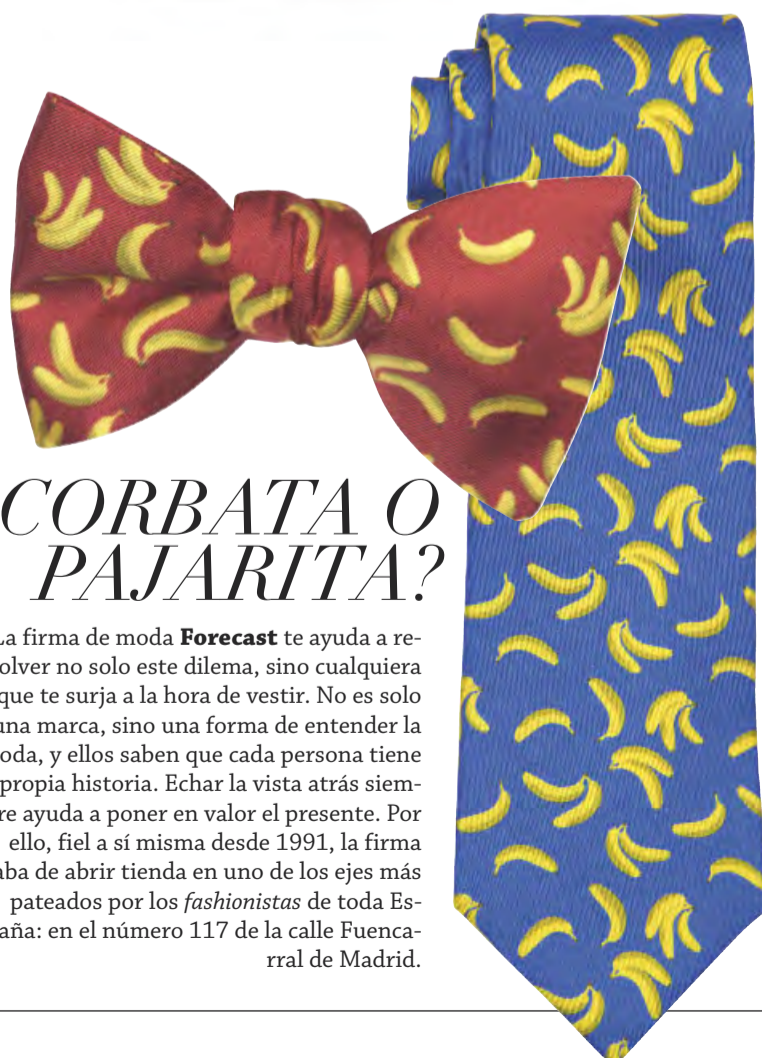 CORBATA O
PAJARITA?
La firma de moda Forecast te ayuda a re-
olver no solo este dilema, sino cualquiera
que te surja a la hora de vestir. No es solo
una marca, sino una forma de entender la
oda, y ellos saben que cada persona tiene
propia historia. Echar la vista atrás siem-
re ayuda a poner en valor el presente. Por
ello, fiel a sí misma desde 1991, la firma
aba de abrir tienda en uno de los ejes más
pateados por los fashionistas de toda Es-
aña: en el número 117 de la calle Fuenca-
rral de Madrid.